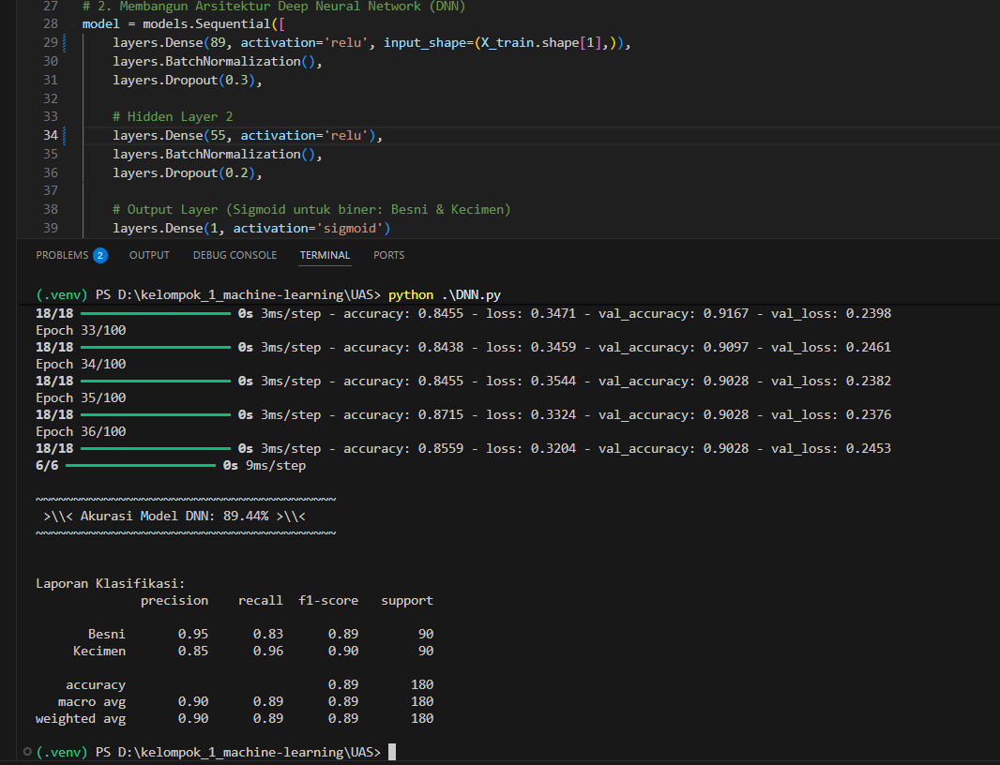 27 # 2. Membangun Arsitektur Deep Neural Network (DNN)
28 model = models.Sequential([
29 layers.Dense(89, activation='relu', input_shape=(X_train.shape[1],)),
30 layers.BatchNormalization(),
31 layers.Dropout(0.3),
32
33 # Hidden Layer 2
34 layers.Dense(55, activation='relu'),
35 layers.BatchNormalization(),
36 layers.Dropout(0.2),
37
38 # Output Layer (Sigmoid untuk biner: Besni & Kecimen)
39 layers.Dense(1, activation='sigmoid')
PROBLEMS 2 OUTPUT DEBUG CONSOLE TERMINAL PORTS
(.venv) PS D:\kelompok_1_machine-learning\UAS> python .\DNN.py
18/18 0s 3ms/step - accuracy: 0.8455 - loss: 0.3471 - val_accuracy: 0.9167 - val_loss: 0.2398
Epoch 33/100
18/18 0s 3ms/step - accuracy: 0.8438 - loss: 0.3459 - val_accuracy: 0.9097 - val_loss: 0.2461
Epoch 34/100
18/18 0s 3ms/step - accuracy: 0.8455 - loss: 0.3544 - val_accuracy: 0.9028 - val_loss: 0.2382
Epoch 35/100
18/18 0s 3ms/step - accuracy: 0.8715 - loss: 0.3324 - val_accuracy: 0.9028 - val_loss: 0.2376
Epoch 36/100
18/18 0s 3ms/step - accuracy: 0.8559 - loss: 0.3204 - val_accuracy: 0.9028 - val_loss: 0.2453
6/6 0s 9ms/step
~~~~~~~~~~~~~~~~~~~~~~~~~~~~~~~~~~~~~~~~
>\\< Akurasi Model DNN: 89.44% >\\<
~~~~~~~~~~~~~~~~~~~~~~~~~~~~~~~~~~~~~~~~
Laporan Klasifikasi:
precision recall f1-score support
Besni 0.95 0.83 0.89 90
Kecimen 0.85 0.96 0.90 90
accuracy 0.89 180
macro avg 0.90 0.89 0.89 180
weighted avg 0.90 0.89 0.89 180
(.venv) PS D:\kelompok_1_machine-learning\UAS>